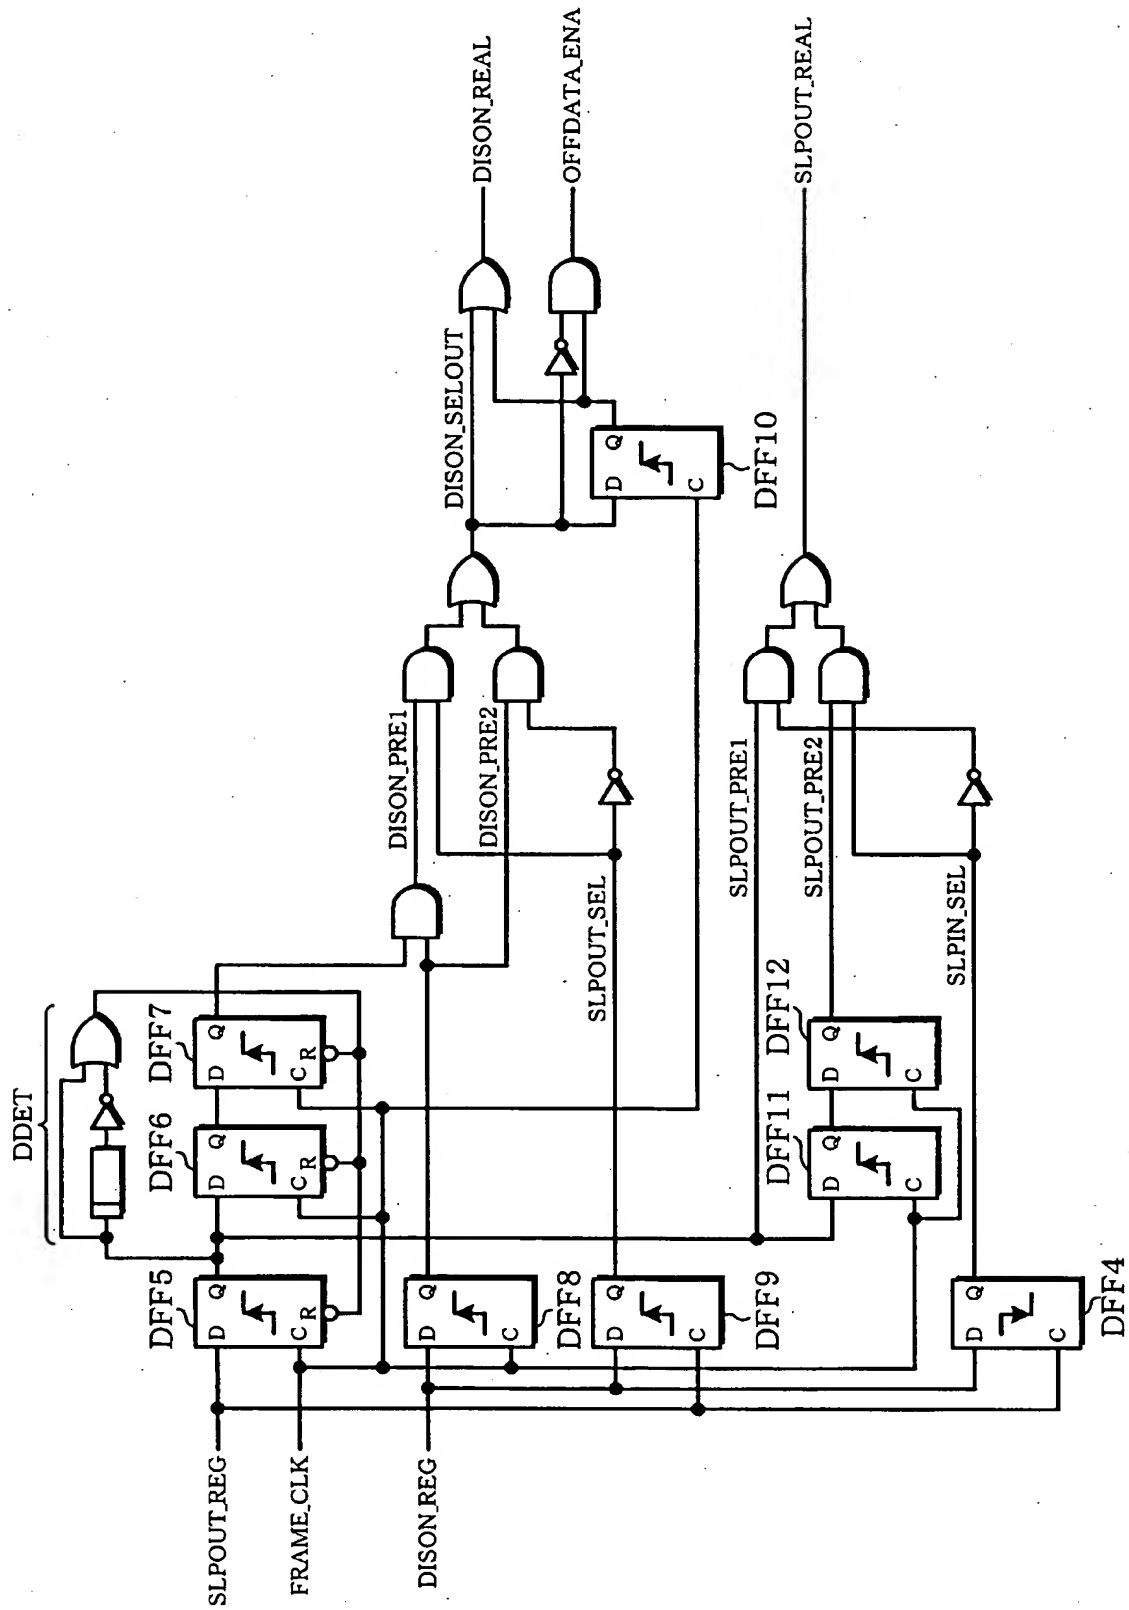 SLPOUT_REG
FRAME_CLK
DISON_REG
DDET
DFF5
D
Q
C
R
DFF6
D
Q
C
R
DFF7
D
Q
C
R
DFF8
D
Q
C
DFF9
D
Q
C
DFF4
D
Q
C
DFF11
D
Q
C
DFF12
D
Q
C
SLPOUT_SEL
SLPIN_SEL
DISON_PRE1
DISON_PRE2
SLPOUT_PRE1
SLPOUT_PRE2
DISON_SELOUT
DFF10
D
Q
C
DISON_REAL
OFFDATA_ENA
SLPOUT_REAL